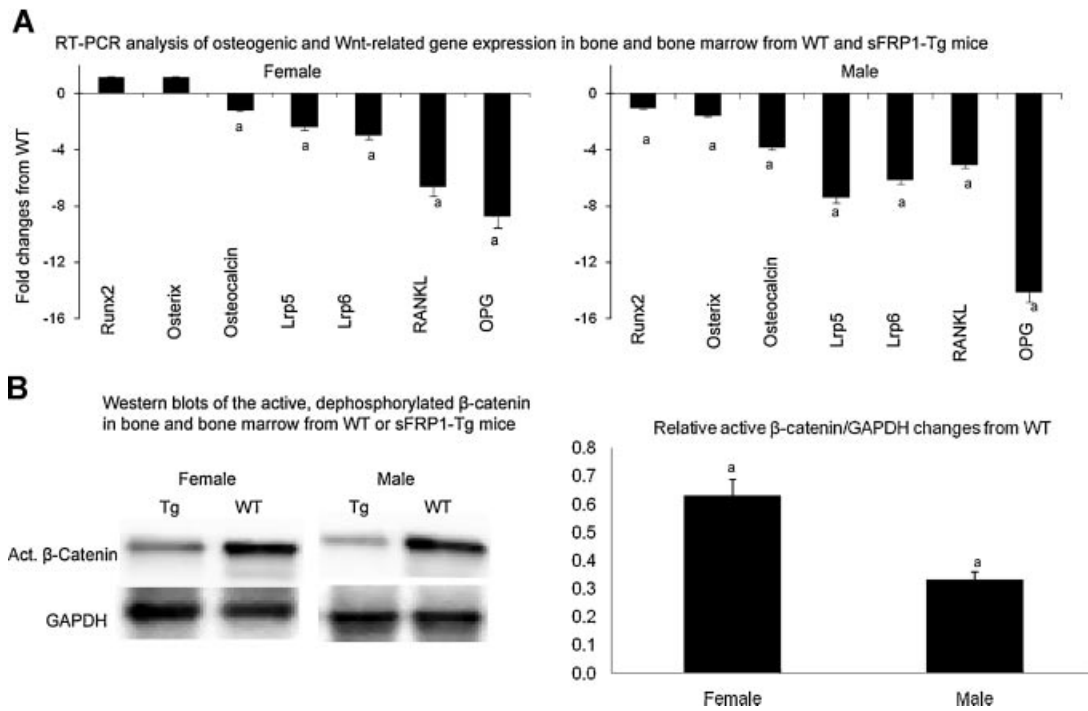 A
RT-PCR analysis of osteogenic and Wnt-related gene expression in bone and bone marrow from WT and sFRP1-Tg mice
Female
Fold changes from WT
0
-4
-8
-12
-16
a
a
a
a
a
Runx2
Osterix
Osteocalcin
Lrp5
Lrp6
RANKL
OPG
Male
0
-4
-8
-12
-16
a
a
a
a
a
a
a
Runx2
Osterix
Osteocalcin
Lrp5
Lrp6
RANKL
OPG
B
Western blots of the active, dephosphorylated β-catenin
in bone and bone marrow from WT or sFRP1-Tg mice
Female Male
Tg WT Tg WT
Act. β-Catenin
GAPDH
Relative active β-catenin/GAPDH changes from WT
0.8
0.7
0.6
0.5
0.4
0.3
0.2
0.1
0.0
a
a
Female Male